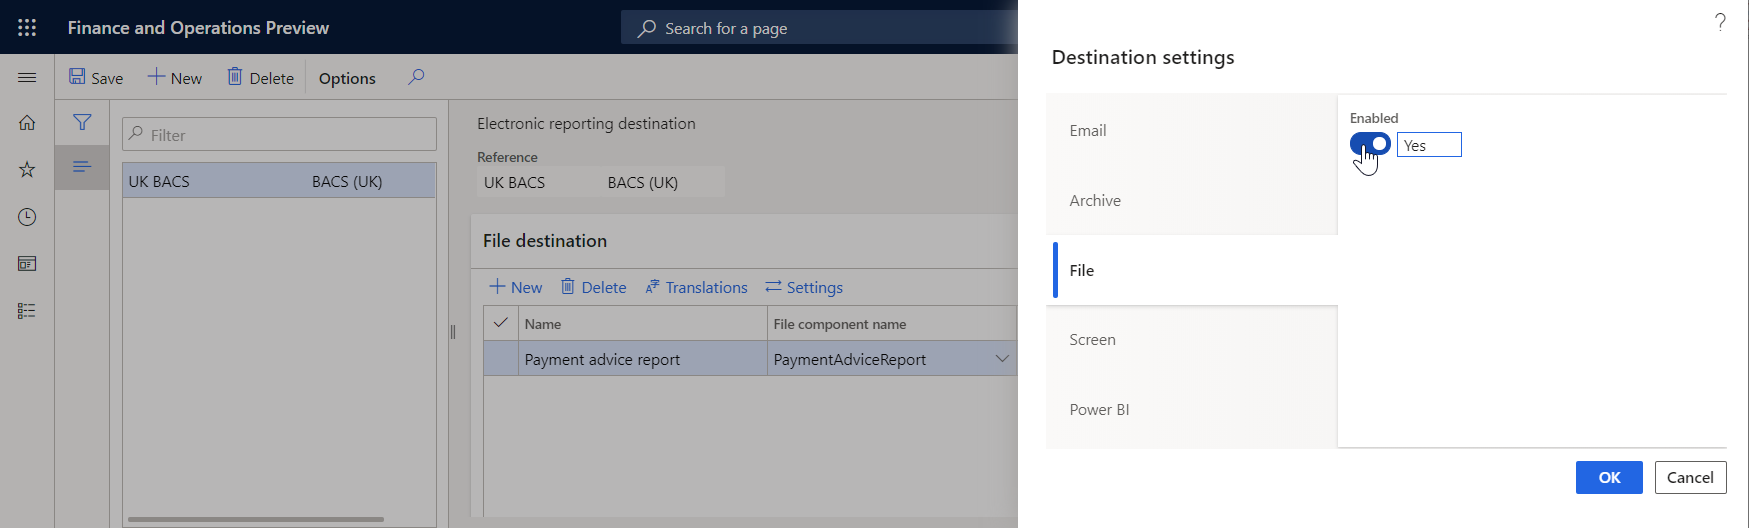 Finance and Operations Preview
Search for a page
?
Save New Delete Options
Filter
UK BACS BACS (UK)
Electronic reporting destination
Reference
UK BACS BACS (UK)
File destination
New Delete Translations Settings
Name File component name
Payment advice report PaymentAdviceReport
Destination settings
Email
Archive
File
Screen
Power BI
Enabled
Yes
OK Cancel